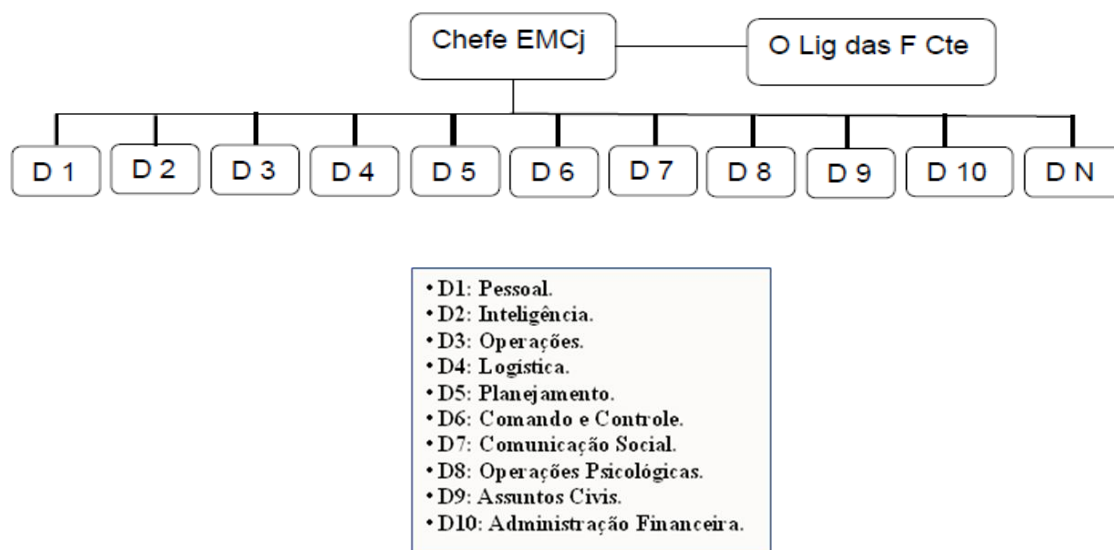 Chefe EMCj
O Lig das F Cte
D 1
D 2
D 3
D 4
D 5
D 6
D 7
D 8
D 9
D 10
D N
• D1: Pessoal.
• D2: Inteligência.
• D3: Operações.
• D4: Logística.
• D5: Planejamento.
• D6: Comando e Controle.
• D7: Comunicação Social.
• D8: Operações Psicológicas.
• D9: Assuntos Civis.
• D10: Administração Financeira.